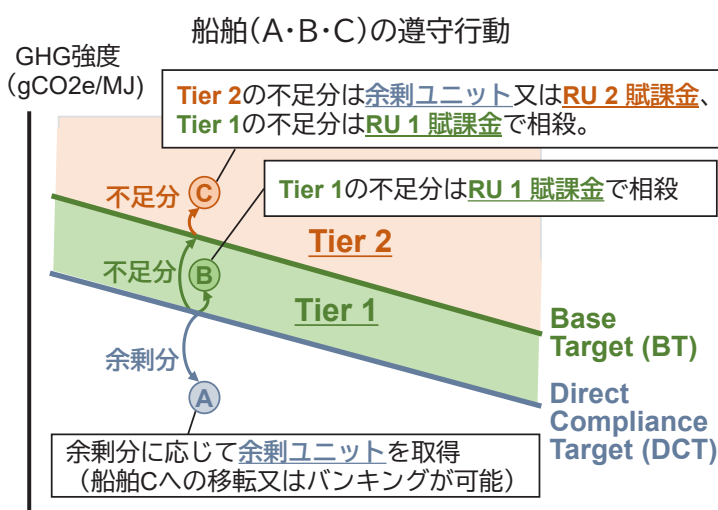 船舶(A・B・C)の遵守行動
GHG強度
(gCO2e/MJ)
Tier 2の不足分は余剰ユニット又はRU 2 賦課金、
Tier 1の不足分はRU 1 賦課金で相殺。
C
不足分
Tier 1の不足分はRU 1 賦課金で相殺
Tier 2
不足分
B
Tier 1
Base
Target (BT)
余剰分
A
Direct
Compliance
Target (DCT)
余剰分に応じて余剰ユニットを取得
（船舶Cへの移転又はバンキングが可能）